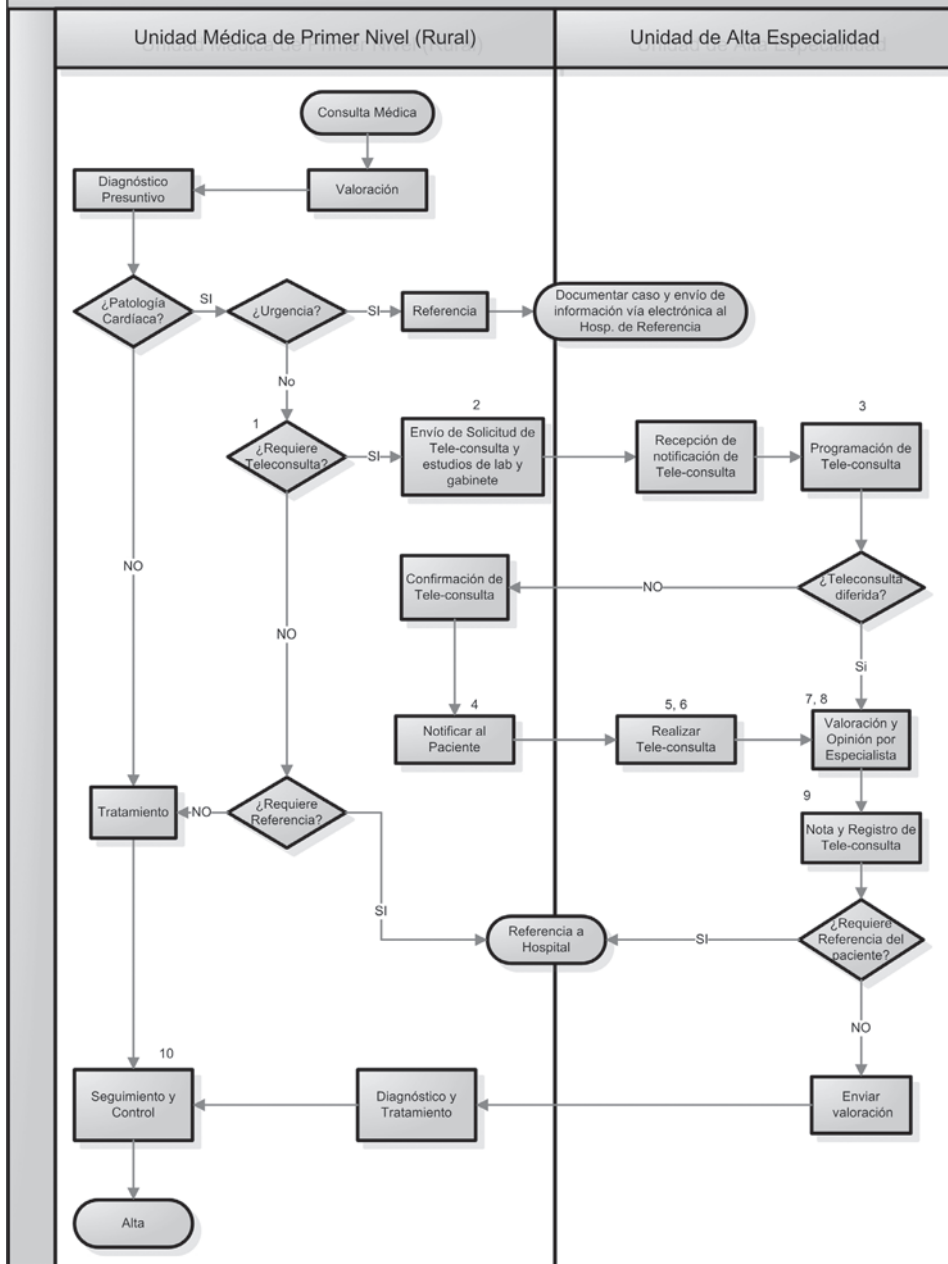 Unidad Médica de Primer Nivel (Rural)
Unidad de Alta Especialidad
Consulta Médica
Diagnóstico
Presuntivo
Valoración
¿Patología
Cardíaca?
SI
¿Urgencia?
SI
Referencia
Documentar caso y envío de
información vía electrónica al
Hosp. de Referencia
No
1
¿Requiere
Teleconsulta?
SI
2
Envío de Solicitud de
Tele-consulta y
estudios de lab y
gabinete
Recepción de
notificación de
Tele-consulta
3
Programación de
Tele-consulta
NO
Confirmación de
Tele-consulta
NO
¿Teleconsulta
diferida?
NO
Si
4
Notificar al
Paciente
5, 6
Realizar
Tele-consulta
7, 8
Valoración y
Opinión por
Especialista
Tratamiento
NO
¿Requiere
Referencia?
9
Nota y Registro de
Tele-consulta
SI
Referencia a
Hospital
SI
¿Requiere
Referencia del
paciente?
NO
10
Seguimiento y
Control
Diagnóstico y
Tratamiento
Enviar
valoración
Alta